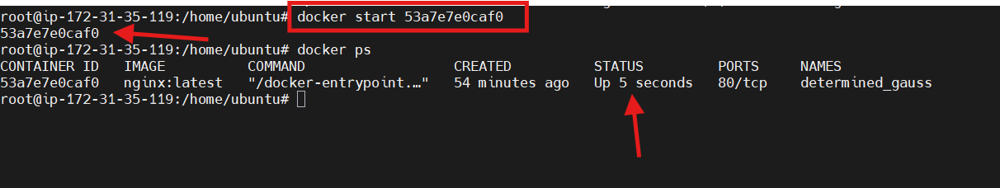 root@ip-172-31-35-119:/home/ubuntu# docker start 53a7e7e0caf0
53a7e7e0caf0
root@ip-172-31-35-119:/home/ubuntu# docker ps
CONTAINER ID   IMAGE          COMMAND                  CREATED          STATUS         PORTS     NAMES
53a7e7e0caf0   nginx:latest   "/docker-entrypoint.…"   54 minutes ago   Up 5 seconds   80/tcp    determined_gauss
root@ip-172-31-35-119:/home/ubuntu#